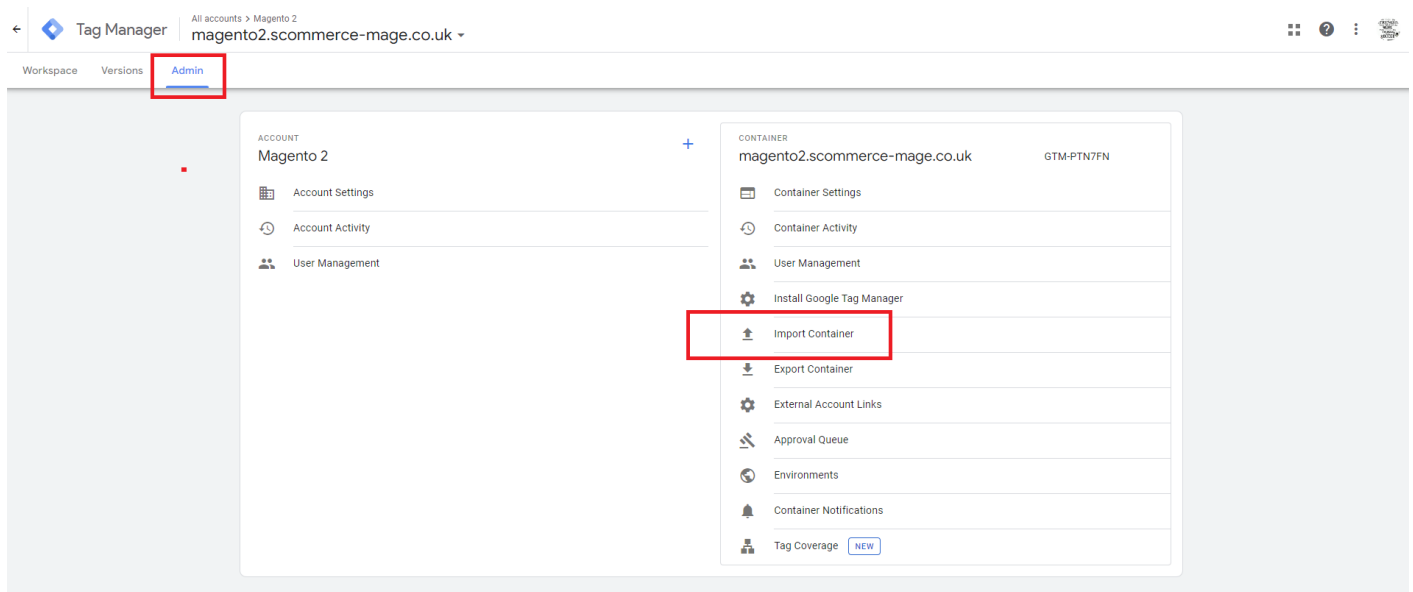 All accounts > Magento 2
Tag Manager
magento2.scommerce-mage.co.uk
Workspace Versions Admin
ACCOUNT
Magento 2
Account Settings
Account Activity
User Management
CONTAINER
magento2.scommerce-mage.co.uk GTM-PTN7FN
Container Settings
Container Activity
User Management
Install Google Tag Manager
Import Container
Export Container
External Account Links
Approval Queue
Environments
Container Notifications
Tag Coverage NEW